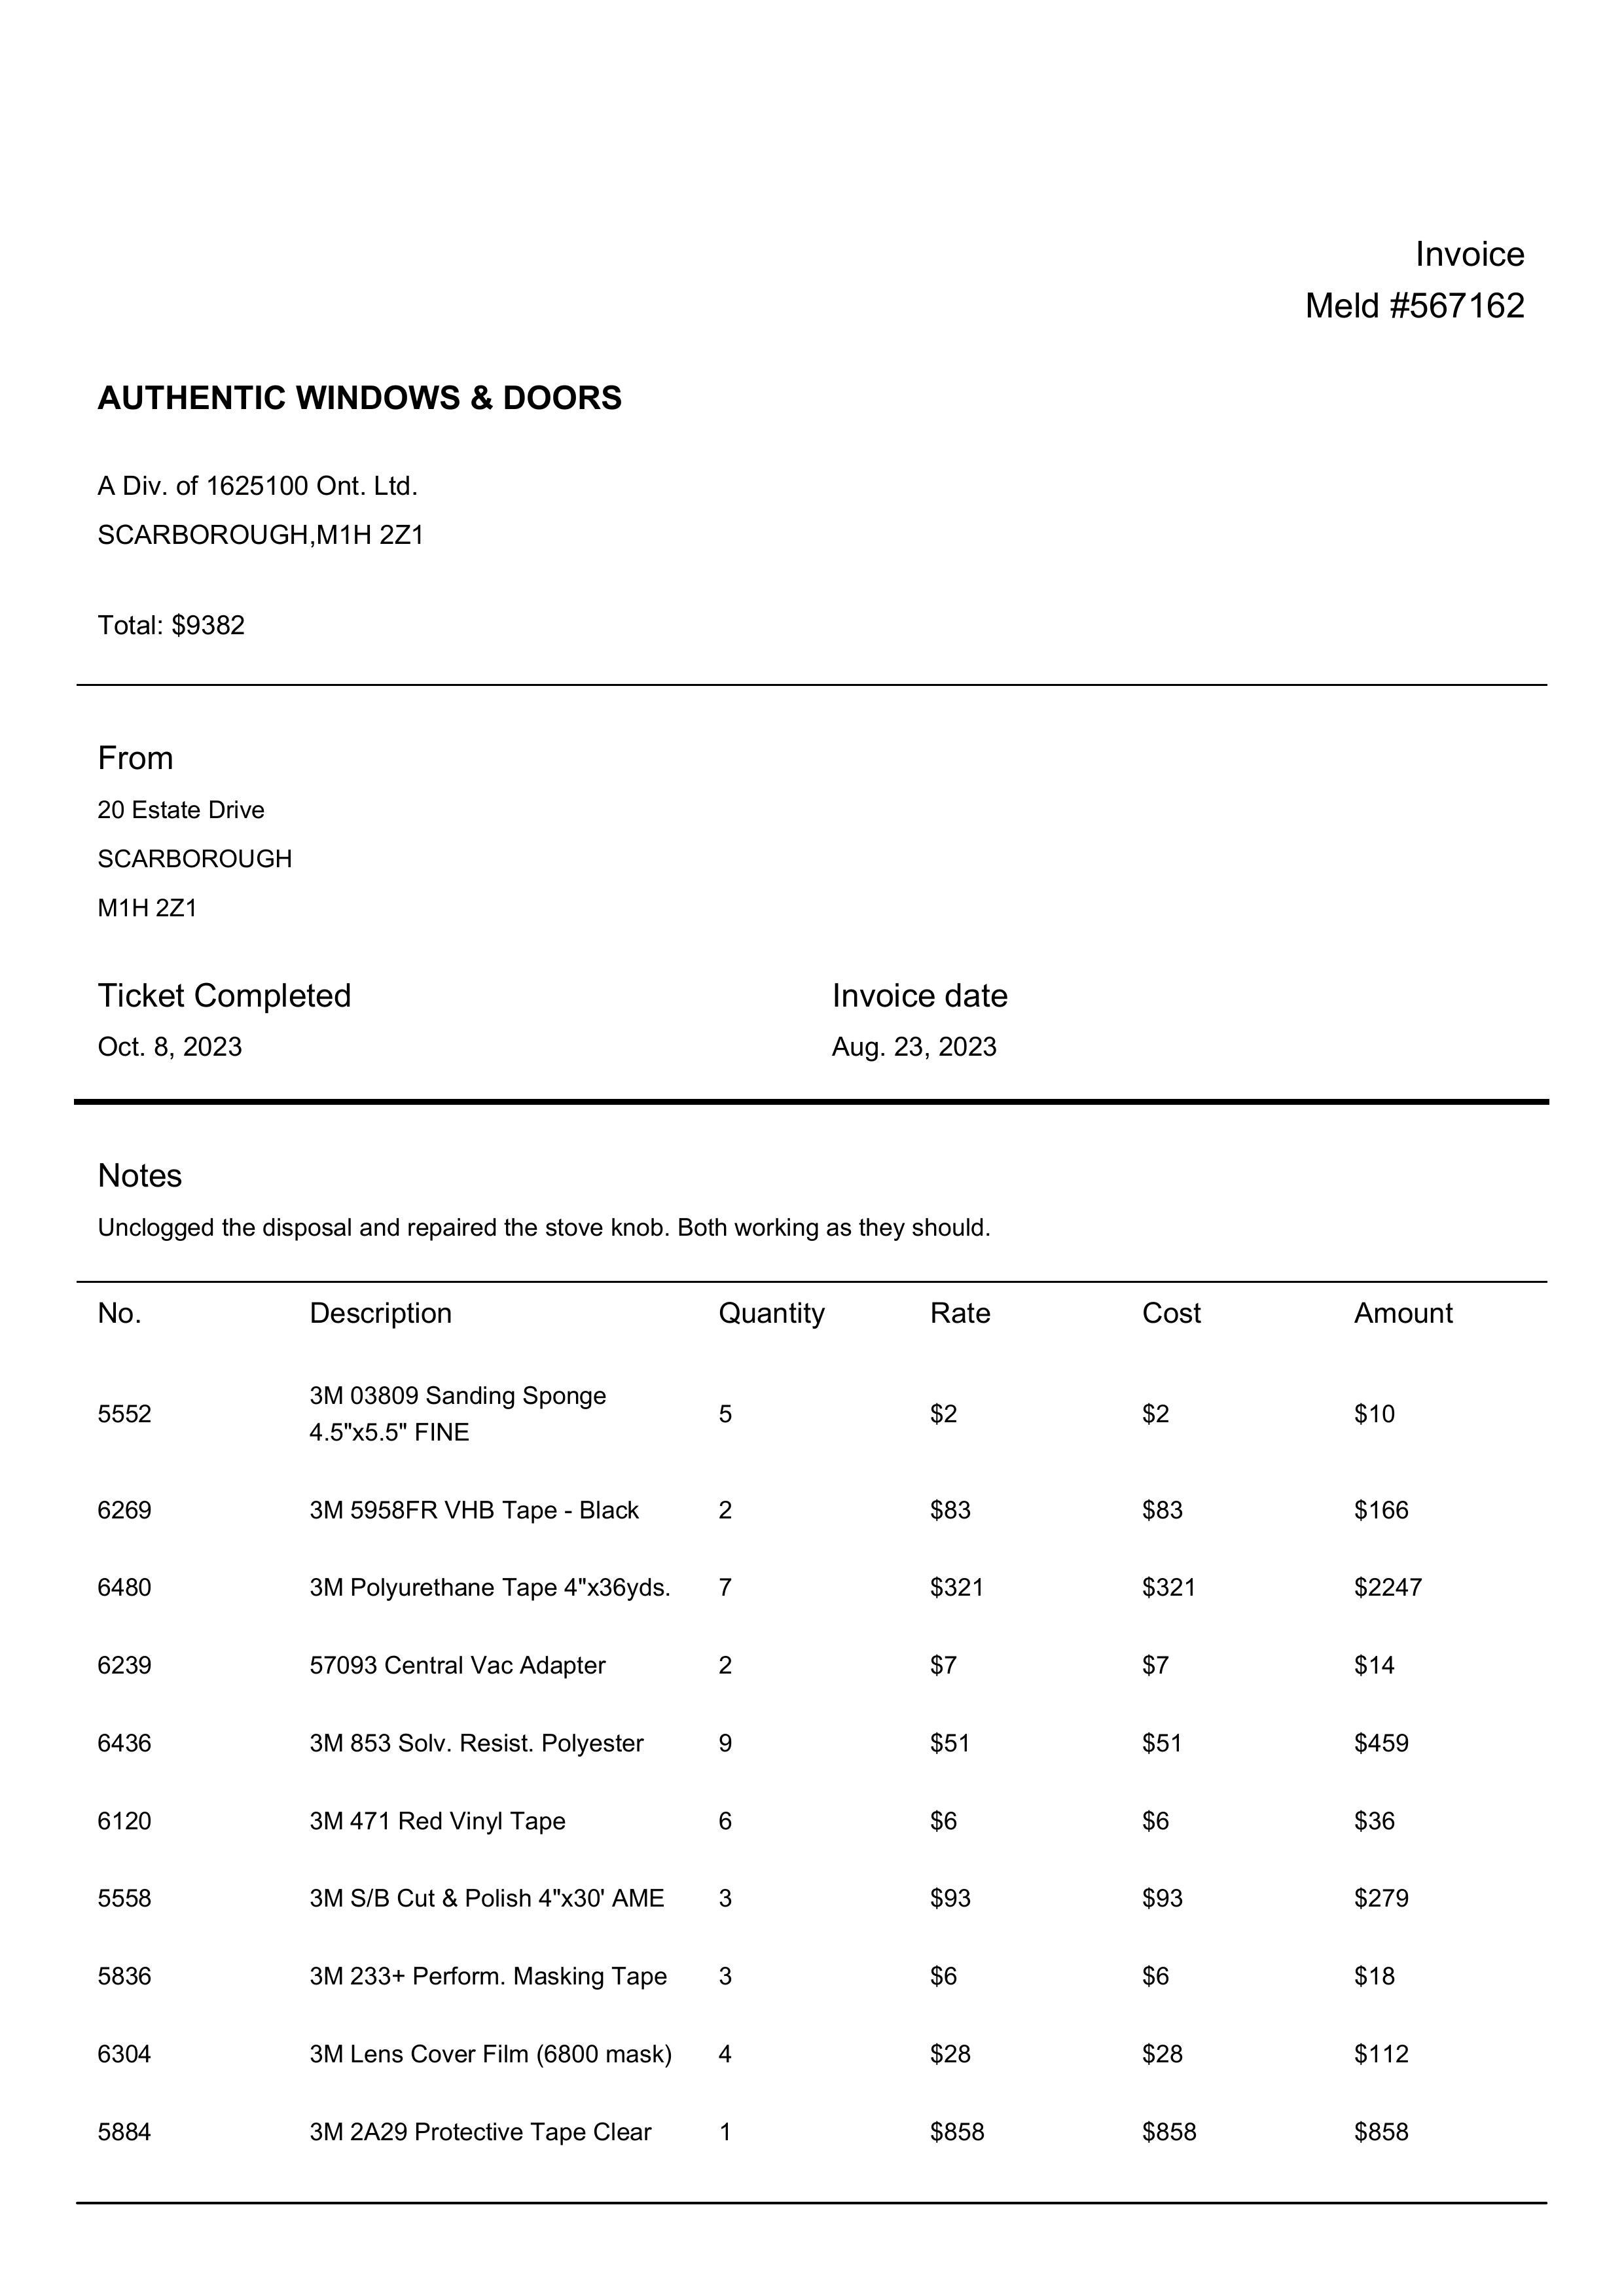 Invoice
Meld #567162
AUTHENTIC WINDOWS & DOORS
A Div. of 1625100 Ont. Ltd.
SCARBOROUGH,M1H 2Z1
Total: $9382
From
20 Estate Drive
SCARBOROUGH
M1H 2Z1
Ticket Completed Invoice date
Oct. 8, 2023 Aug. 23, 2023
Notes
Unclogged the disposal and repaired the stove knob. Both working as they should.
No. Description Quantity Rate Cost Amount
5552 3M 03809 Sanding Sponge 4.5"x5.5" FINE 5 $2 $2 $10
6269 3M 5958FR VHB Tape - Black 2 $83 $83 $166
6480 3M Polyurethane Tape 4"x36yds. 7 $321 $321 $2247
6239 57093 Central Vac Adapter 2 $7 $7 $14
6436 3M 853 Solv. Resist. Polyester 9 $51 $51 $459
6120 3M 471 Red Vinyl Tape 6 $6 $6 $36
5558 3M S/B Cut & Polish 4"x30' AME 3 $93 $93 $279
5836 3M 233+ Perform. Masking Tape 3 $6 $6 $18
6304 3M Lens Cover Film (6800 mask) 4 $28 $28 $112
5884 3M 2A29 Protective Tape Clear 1 $858 $858 $858